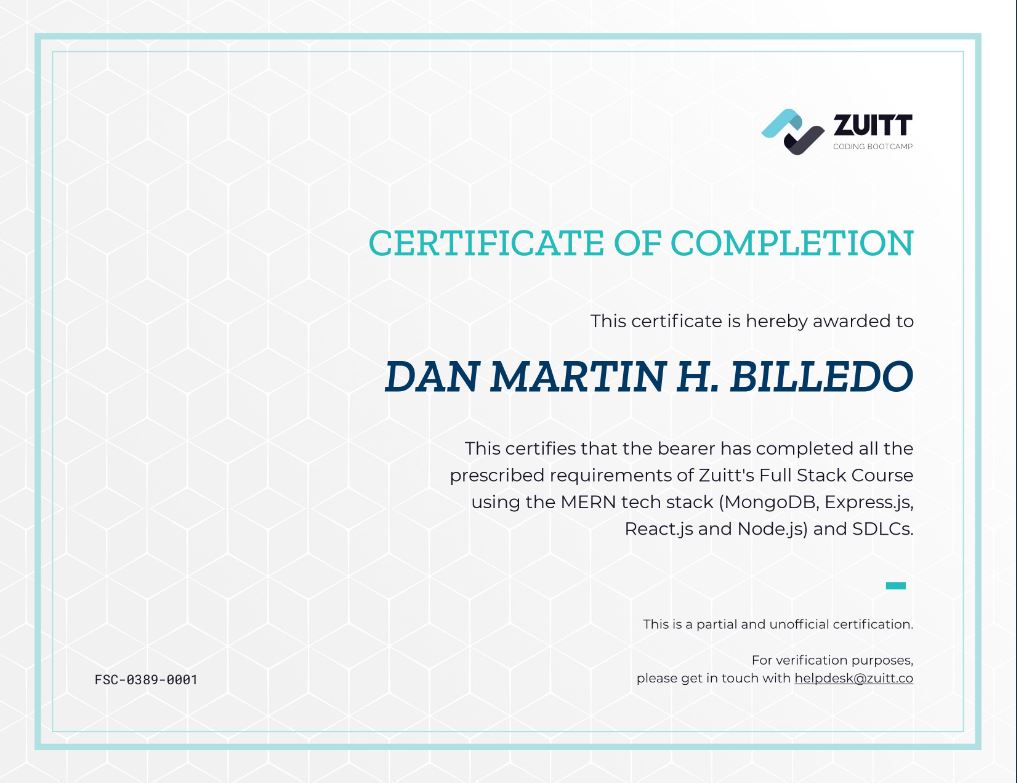 ZUITT
CODING BOOTCAMP
CERTIFICATE OF COMPLETION
This certificate is hereby awarded to
DAN MARTIN H. BILLEDO
This certifies that the bearer has completed all the
prescribed requirements of Zuitt's Full Stack Course
using the MERN tech stack (MongoDB, Express.js,
React.js and Node.js) and SDLCs.
This is a partial and unofficial certification.
For verification purposes,
please get in touch with helpdesk@zuitt.co
FSC-0389-0001